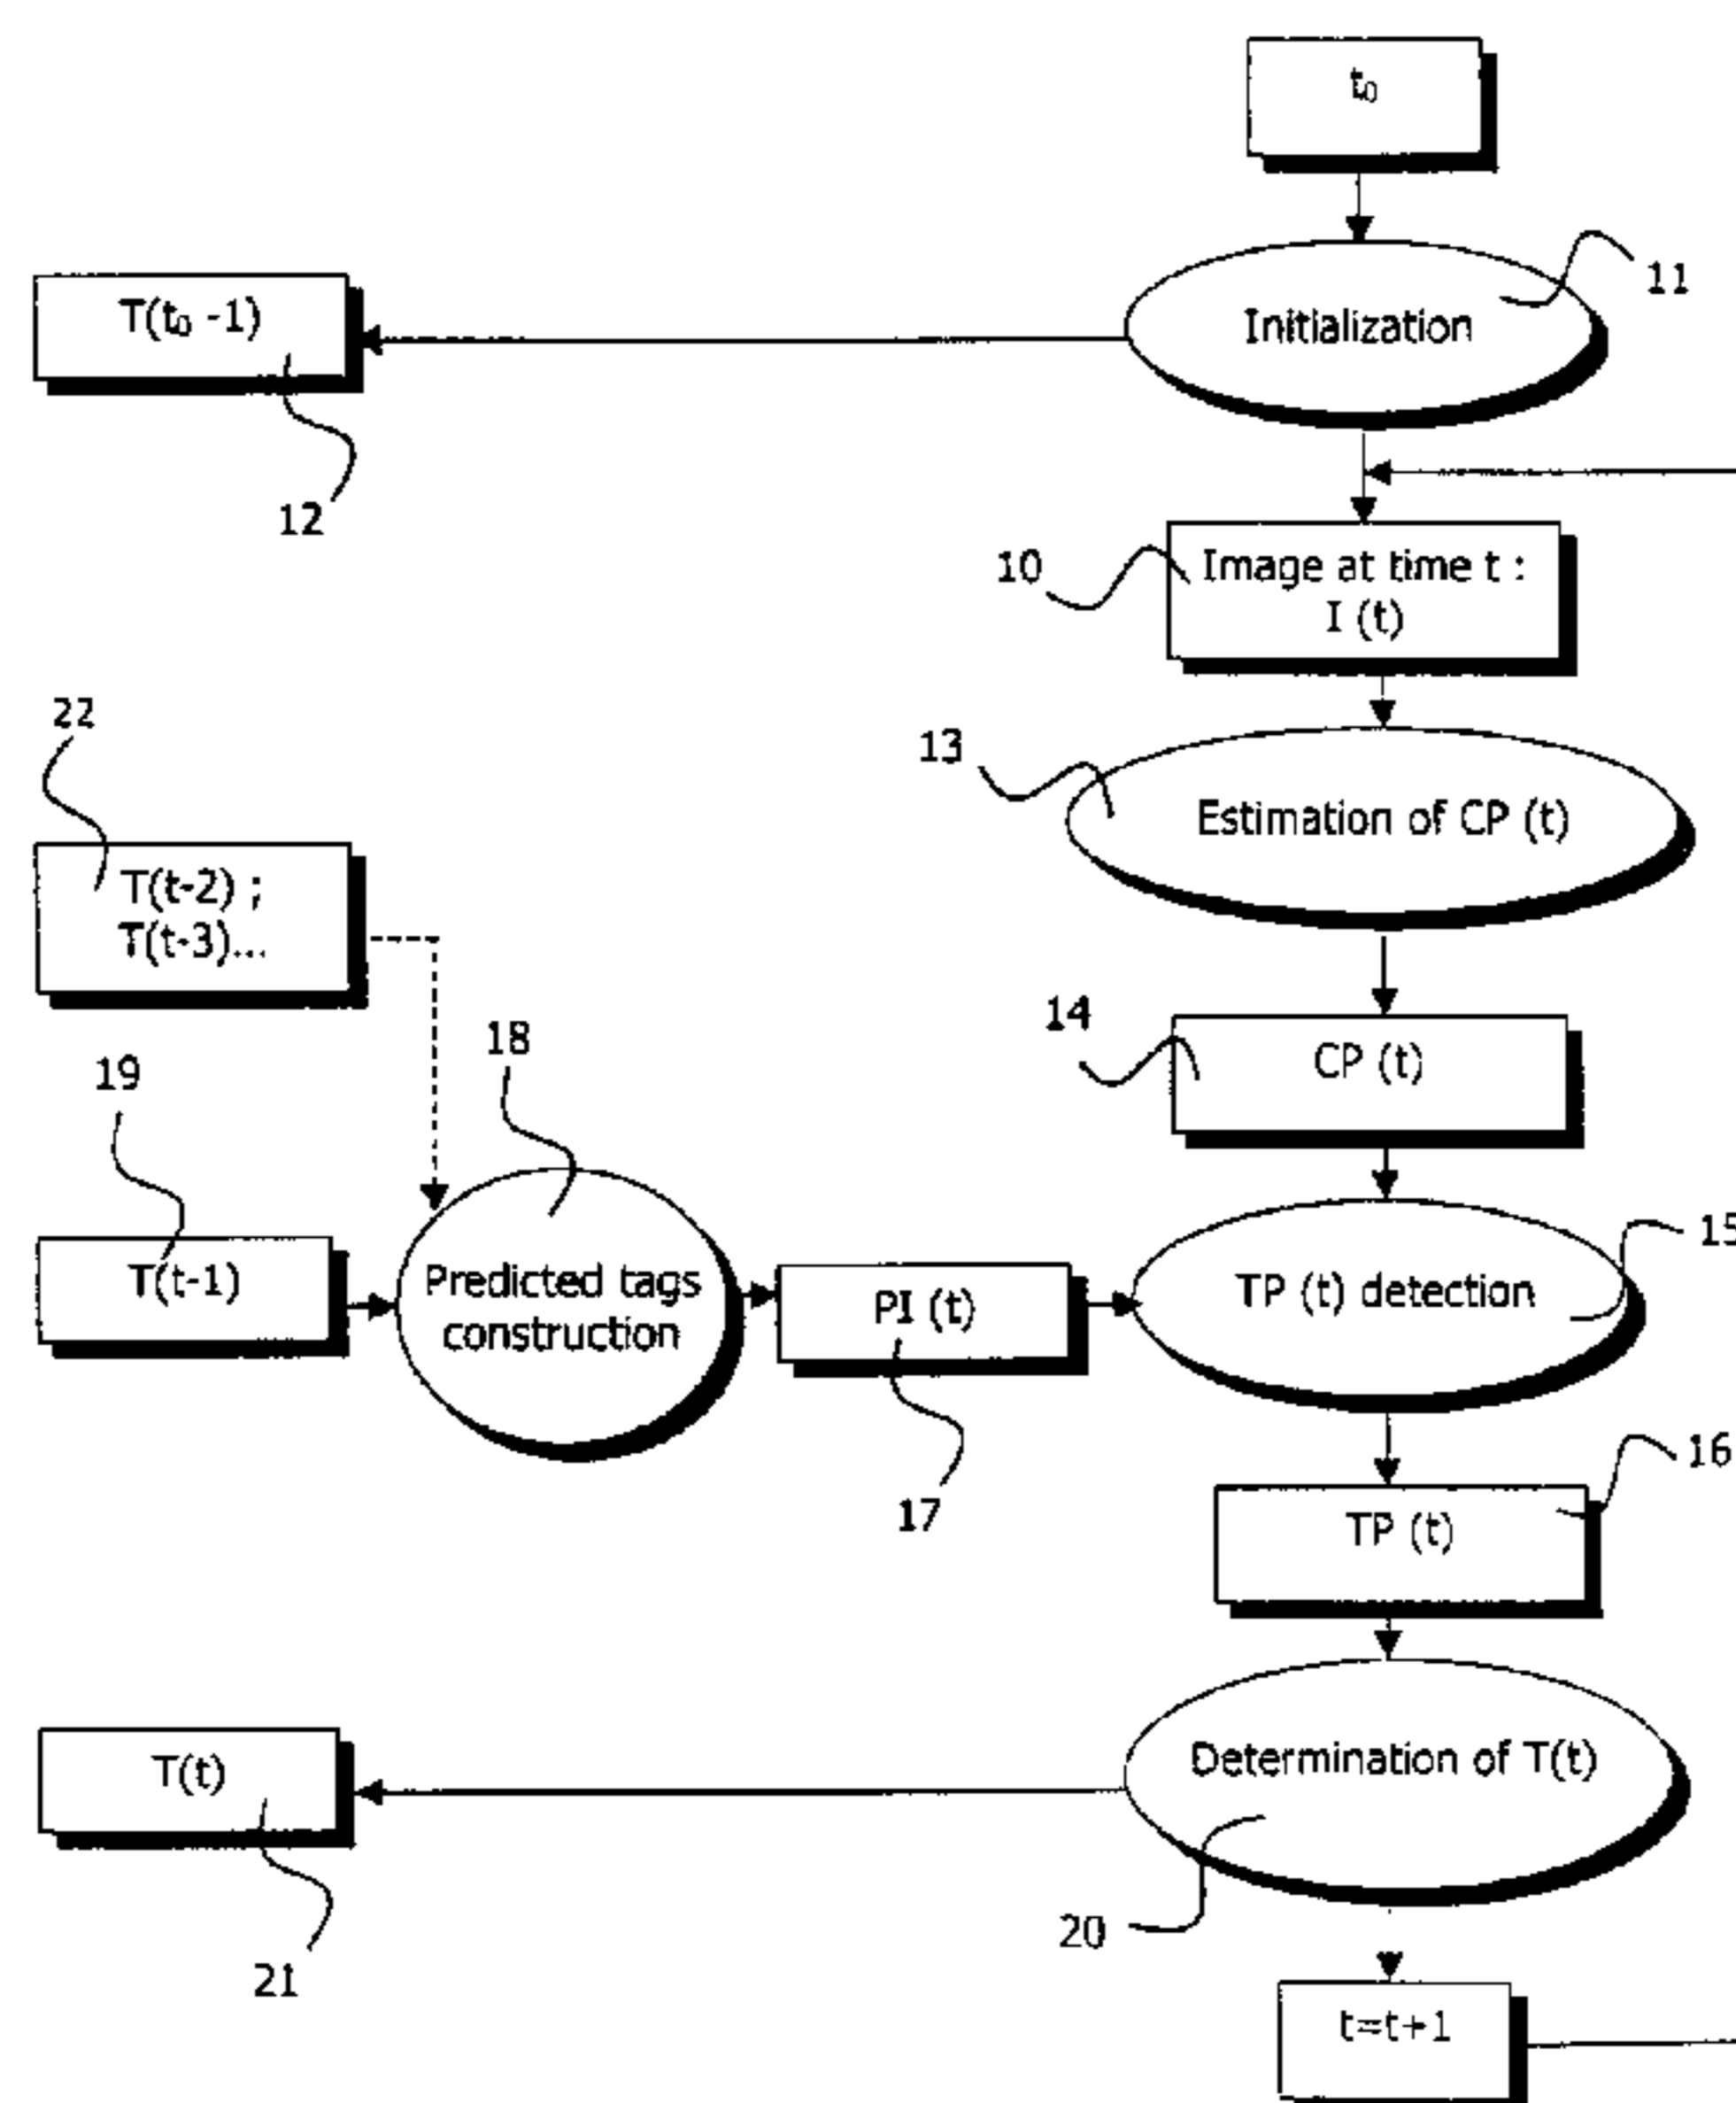 t₀
11
Initialization
T(t₀ -1)
12
10
Image at time t :
I (t)
22
13
Estimation of CP (t)
T(t-2) ;
T(t-3)...
14
18
CP (t)
19
15
T(t-1)
Predicted tags
construction
PI (t)
TP (t) detection
16
17
TP (t)
Determination of T(t)
T(t)
20
21
t=t+1